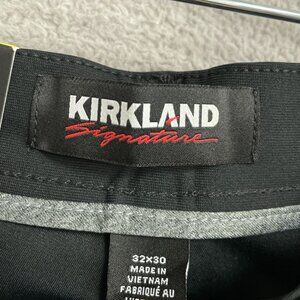 KIRKLAND
Signature
32x30
MADE IN
VIETNAM
FABRIQUÉ AU